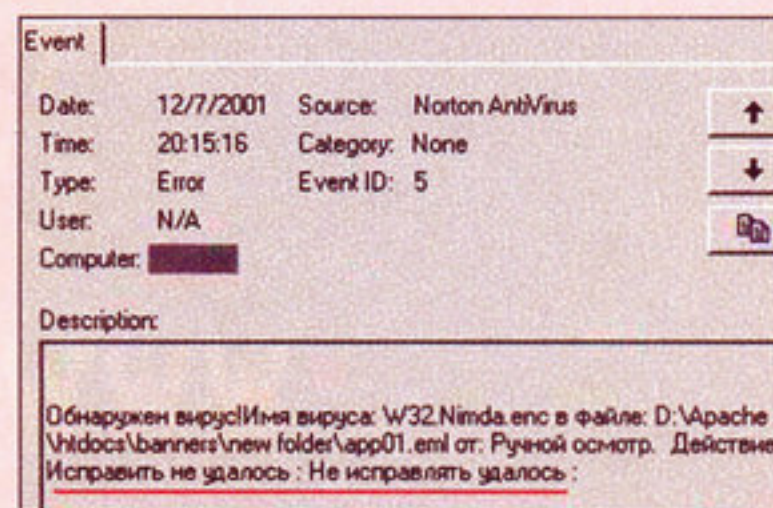 Event
Date: 12/7/2001 Source: Norton AntiVirus
Time: 20:15:16 Category: None
Type: Error Event ID: 5
User: N/A
Computer:
Description:
Обнаружен вирус!Имя вируса: W32.Nimda.enc в файле: D:\Apache
\htdocs\banners\new folder\app01.eml от: Ручной осмотр. Действие
Исправить не удалось : Не исправлять удалось :